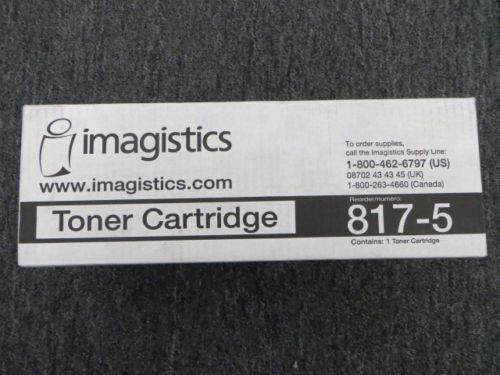 imagistics
www.imagistics.com
Toner Cartridge
To order supplies,
call the Imagistics Supply Line:
1-800-462-6797 (US)
08702 43 43 45 (UK)
1-800-263-4660 (Canada)
Reorder/numéro:
817-5
Contains: 1 Toner Cartridge